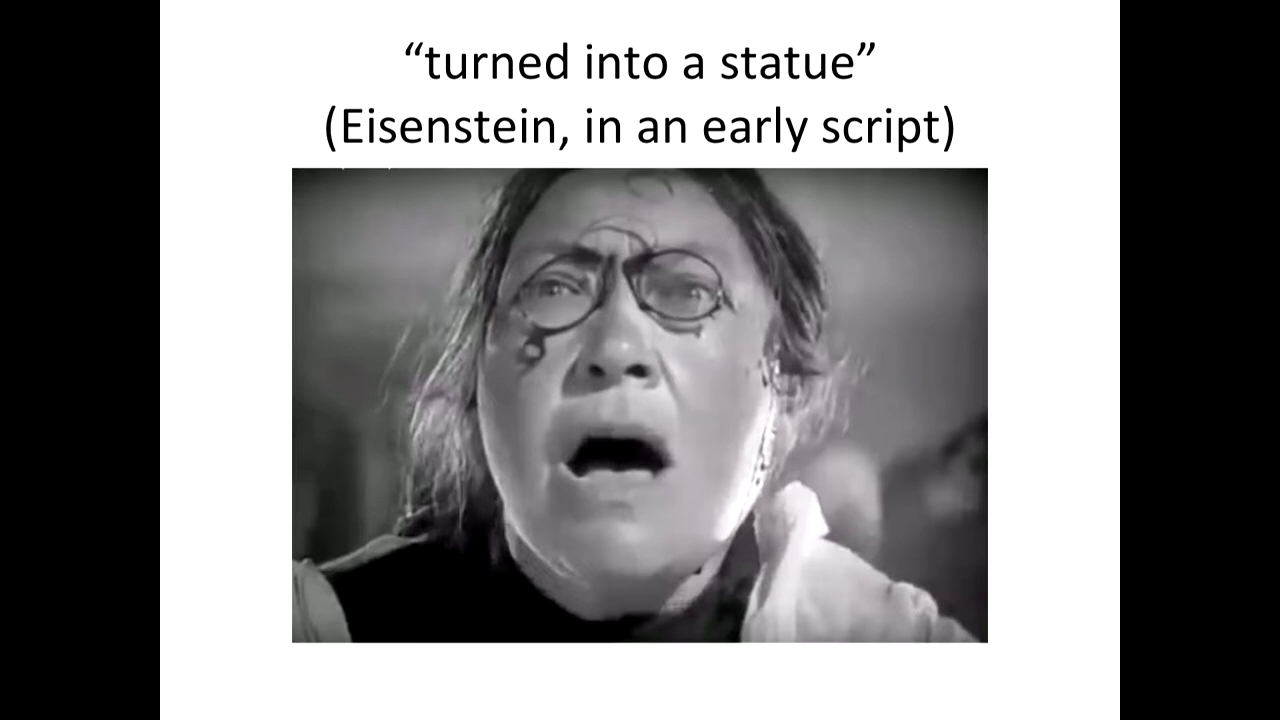 “turned into a statue”
(Eisenstein, in an early script)